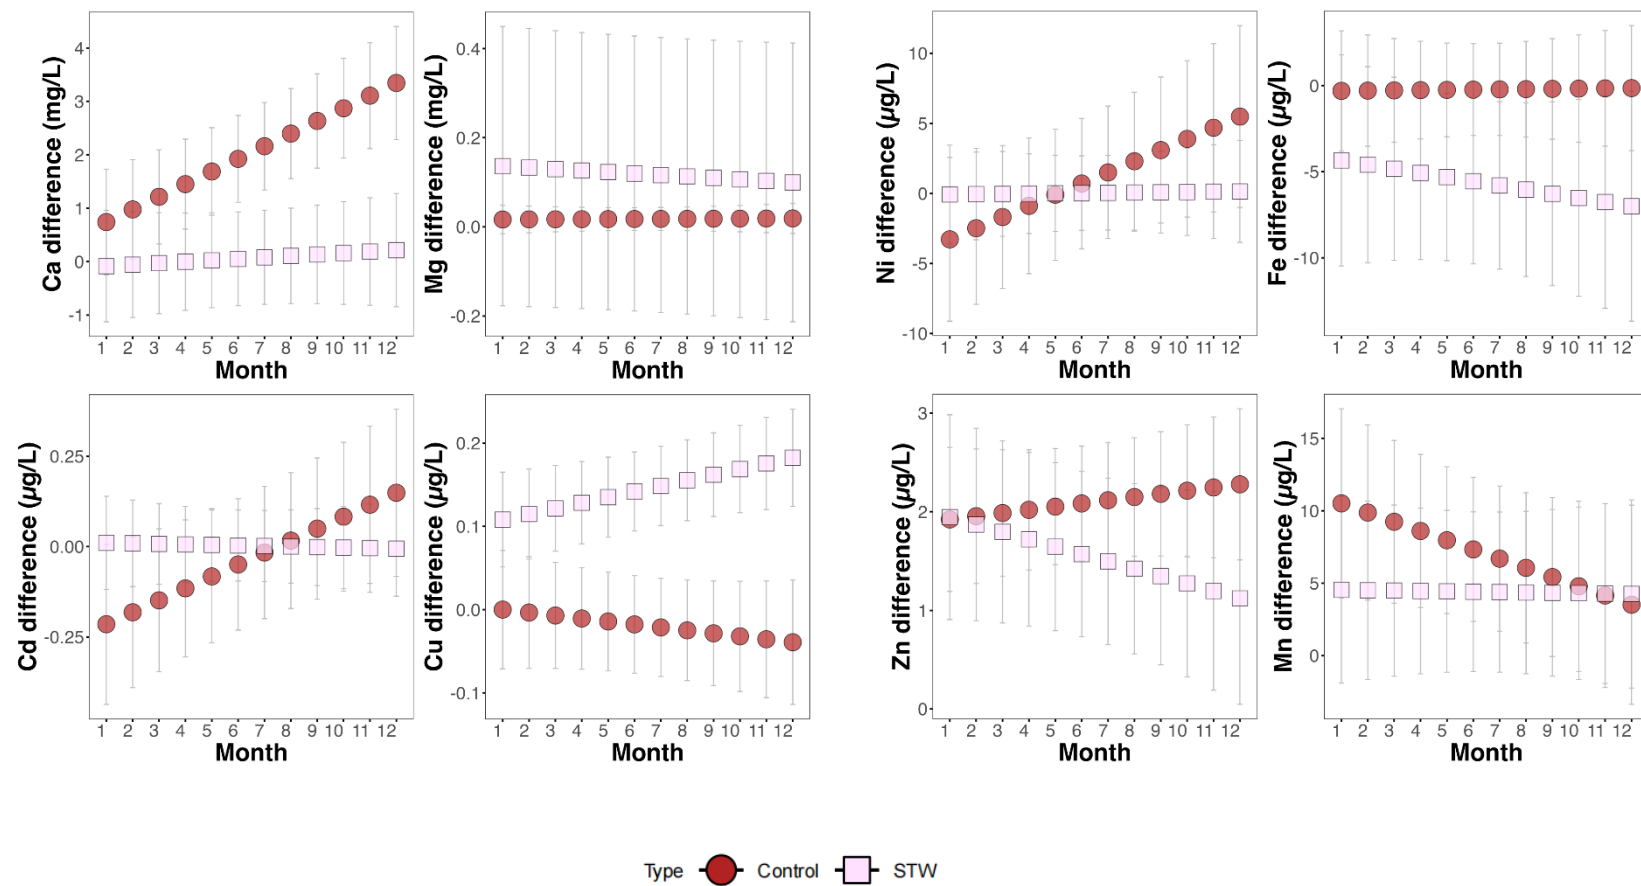 Ca difference (mg/L)
4
3
2
1
0
-1
1 2 3 4 5 6 7 8 9 10 11 12
Month
Mg difference (mg/L)
0.4
0.2
0.0
-0.2
1 2 3 4 5 6 7 8 9 10 11 12
Month
Ni difference (µg/L)
10
5
0
-5
-10
1 2 3 4 5 6 7 8 9 10 11 12
Month
Fe difference (µg/L)
0
-5
-10
1 2 3 4 5 6 7 8 9 10 11 12
Month
Cd difference (µg/L)
0.25
0.00
-0.25
1 2 3 4 5 6 7 8 9 10 11 12
Month
Cu difference (µg/L)
0.2
0.1
0.0
-0.1
1 2 3 4 5 6 7 8 9 10 11 12
Month
Zn difference (µg/L)
3
2
1
0
1 2 3 4 5 6 7 8 9 10 11 12
Month
Mn difference (µg/L)
15
10
5
0
1 2 3 4 5 6 7 8 9 10 11 12
Month
Type Control STW